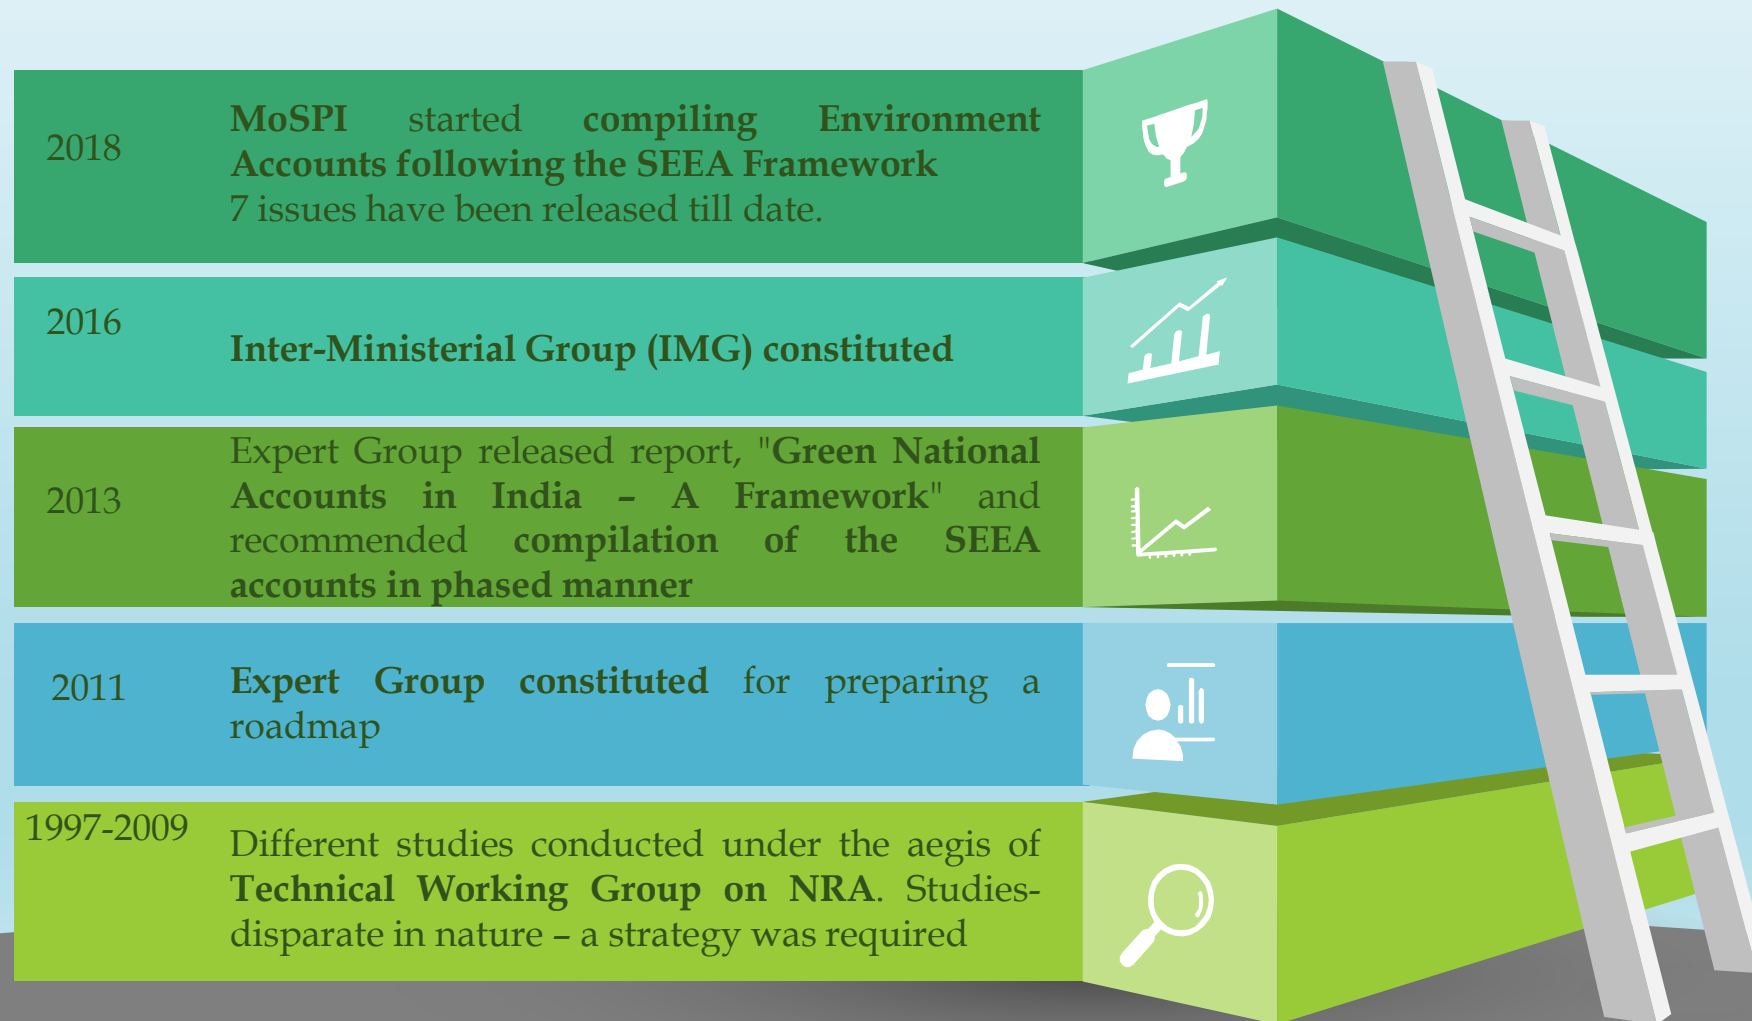 2018
MoSPI started compiling Environment
Accounts following the SEEA Framework
7 issues have been released till date.
2016
Inter-Ministerial Group (IMG) constituted
2013
Expert Group released report, "Green National
Accounts in India – A Framework" and
recommended compilation of the SEEA
accounts in phased manner
2011
Expert Group constituted for preparing a
roadmap
1997-2009
Different studies conducted under the aegis of
Technical Working Group on NRA. Studies-
disparate in nature – a strategy was required